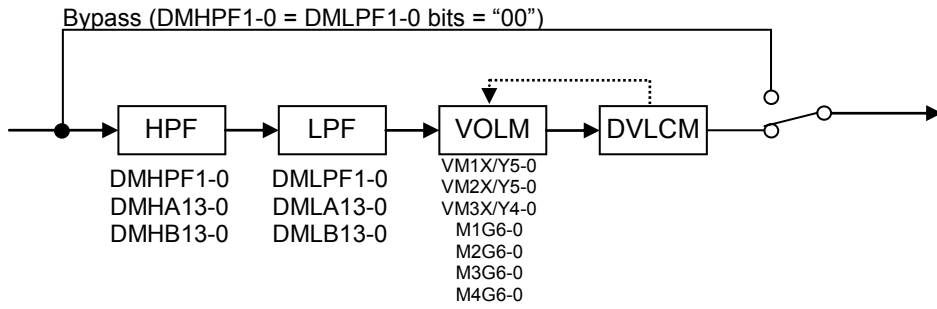 Bypass (DMHPF1-0 = DMLPF1-0 bits = “00”)
HPF
LPF
VOLM
DVLCM
DMHPF1-0
DMHA13-0
DMHB13-0
DMLPF1-0
DMLA13-0
DMLB13-0
VM1X/Y5-0
VM2X/Y5-0
VM3X/Y4-0
M1G6-0
M2G6-0
M3G6-0
M4G6-0